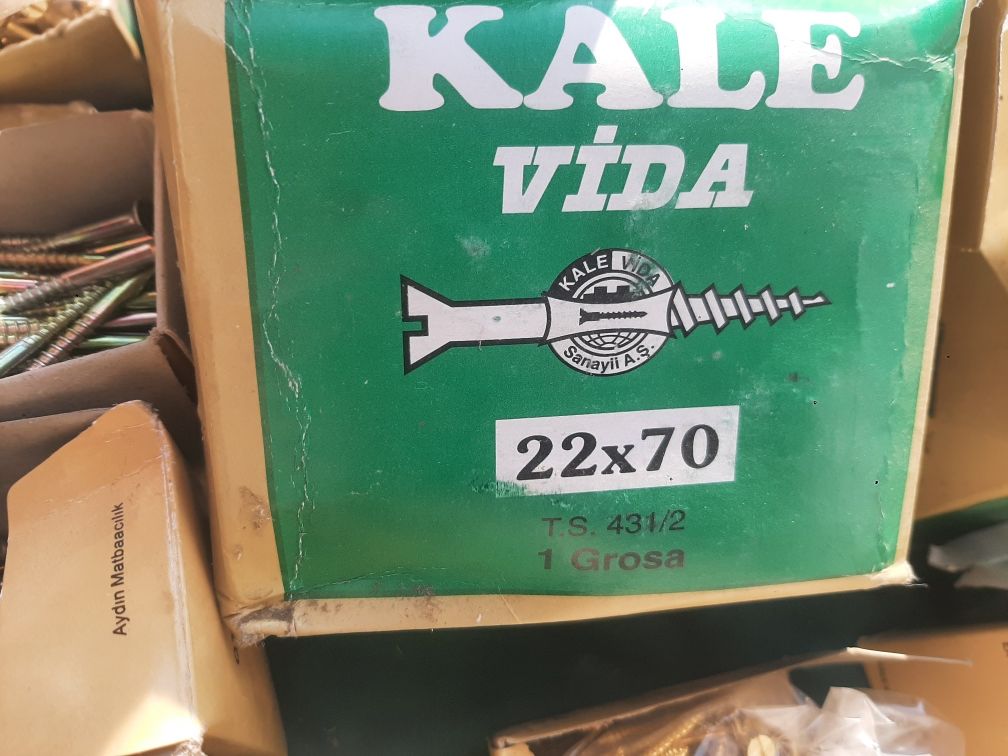 KALE
VİDA
KALE VİDA
Sanayii A.Ş.
22x70
T.S. 431/2
1 Grosa
Aydın Matbaacılık